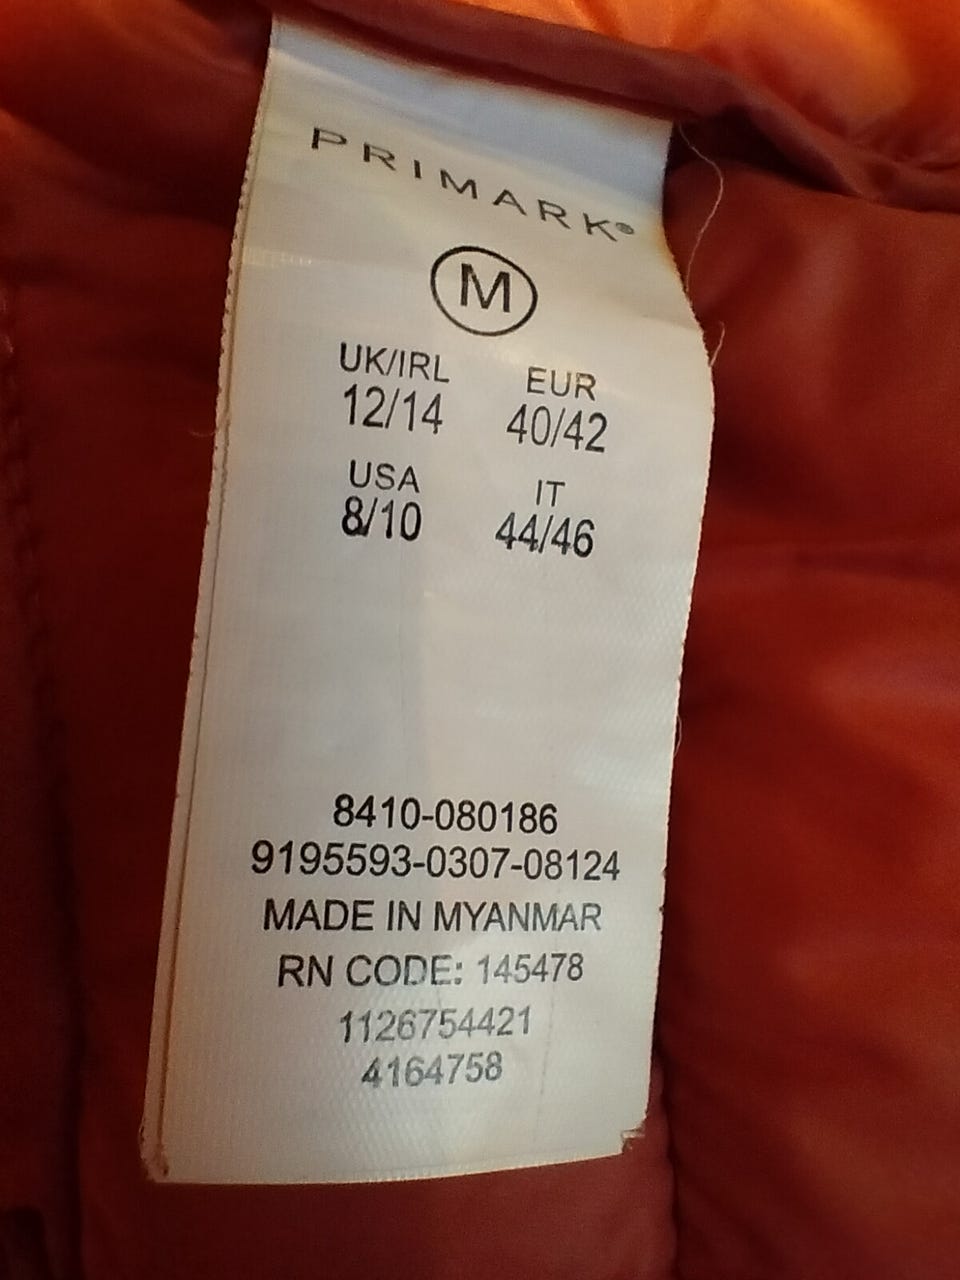 PRIMARK®
M
UK/IRL EUR
12/14 40/42
USA IT
8/10 44/46
8410-080186
9195593-0307-08124
MADE IN MYANMAR
RN CODE: 145478
1126754421
4164758